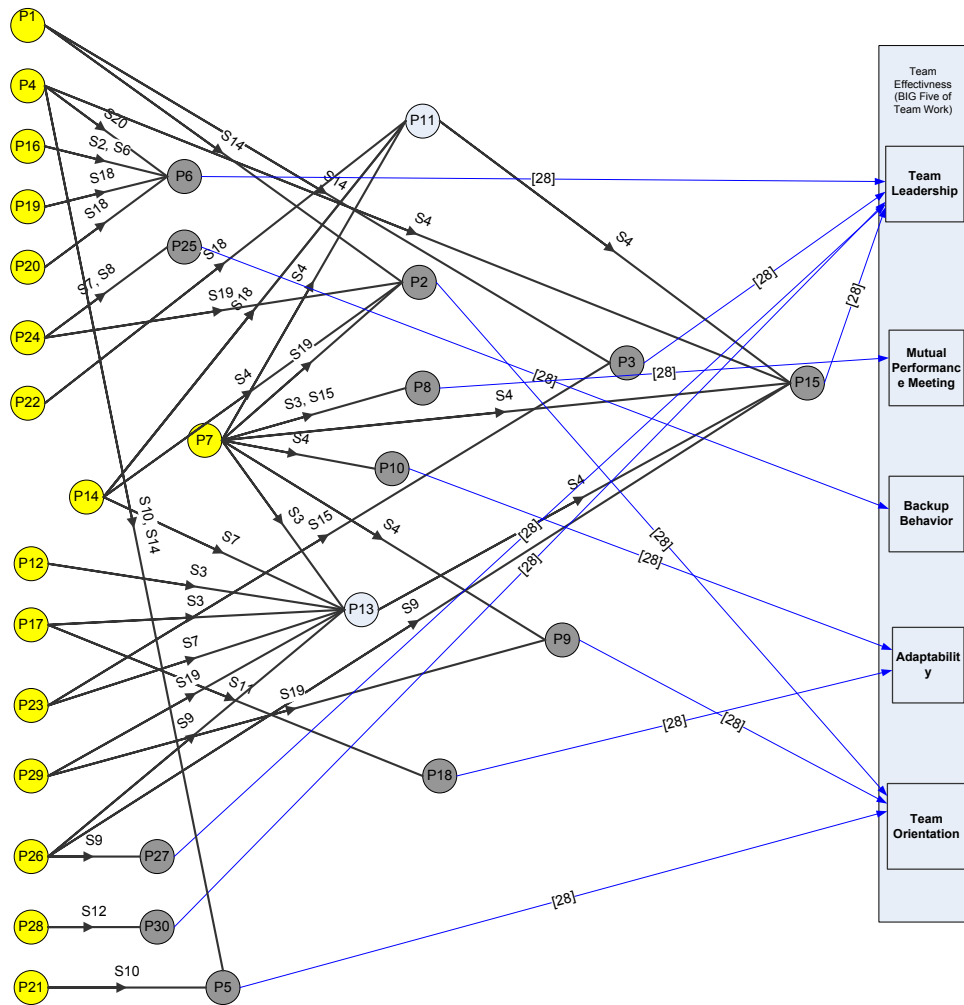 P1
Team
Effectivness
(BIG Five of
Team Work)
P4
S20
P11
S14
P16
S2, S6
Team
Leadership
P6
[28]
S14
S18
P19
S18
S4
S4
P25
S18
P20
S7, S8
S4
S18
P2
[28]
[28]
S19
P24
S19
Mutual
Performanc
e Meeting
P3
[28]
S4
[28]
P15
P8
S3, S15
S4
P22
P7
S4
P10
S4
P14
Backup
Behavior
S10, S14
S3
S15
S4
[28]
[28]
S7
[28]
P12
S3
[28]
S3
P13
S9
P17
P9
Adaptabilit
y
S7
S19
S11
S19
P23
S9
[28]
[28]
P29
P18
Team
Orientation
S9
P26
P27
[28]
S12
P28
P30
S10
P21
P5